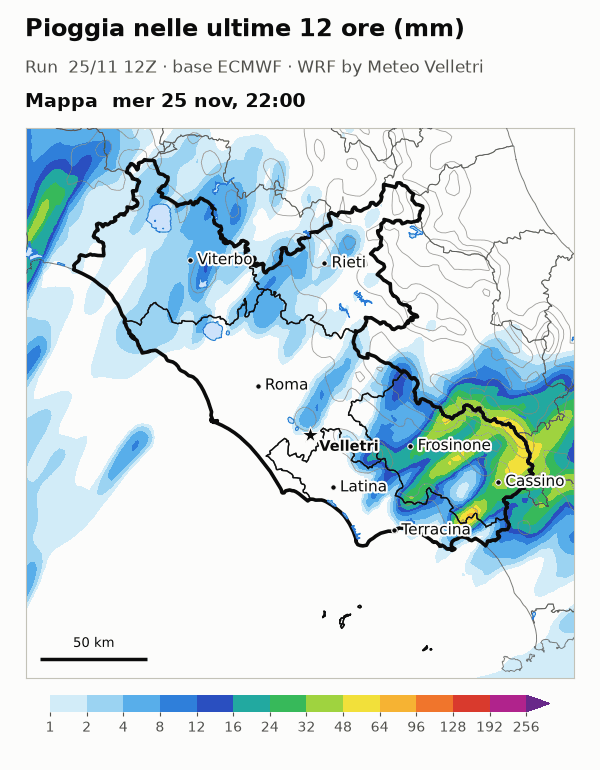 Pioggia nelle ultime 12 ore (mm)
Run  25/11 12Z · base ECMWF · WRF by Meteo Velletri
Mappa  mer 25 nov, 22:00
Viterbo
Rieti
Roma
Velletri
Frosinone
Cassino
Latina
Terracina
50 km
1 2 4 8 12 16 24 32 48 64 96 128 192 256